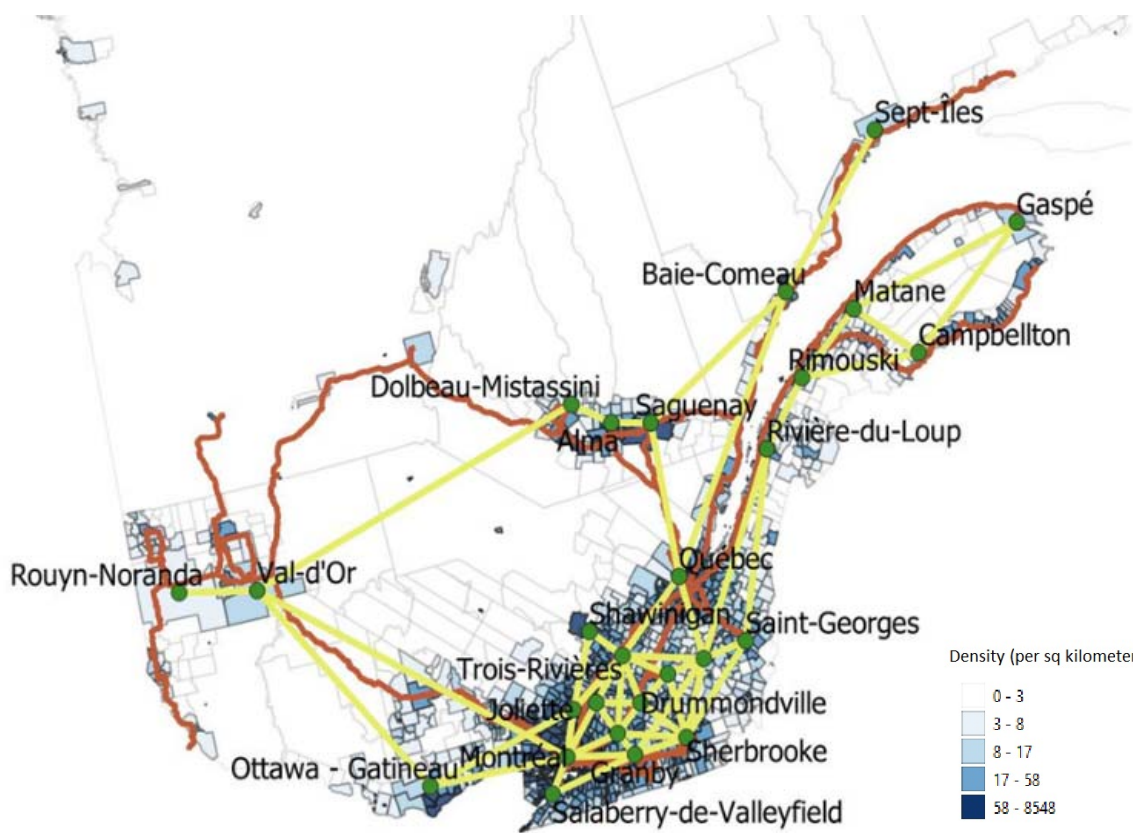 Sept-Îles
Gaspé
Baie-Comeau
Matane
Campbellton
Rimouski
Dolbeau-Mistassini
Saguenay
Alma
Rivière-du-Loup
Québec
Rouyn-Noranda
Val-d'Or
Shawinigan
Saint-Georges
Trois-Rivières
Joliette
Drummondville
Montréal
Sherbrooke
Ottawa - Gatineau
Granby
Salaberry-de-Valleyfield
Density (per sq kilometer
0 - 3
3 - 8
8 - 17
17 - 58
58 - 8548